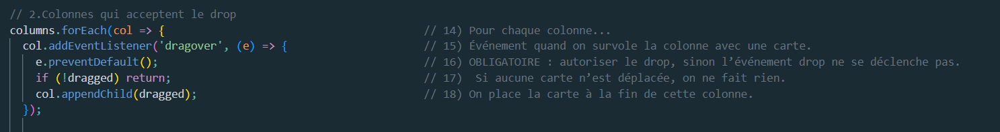 // 2.Colonnes qui acceptent le drop
columns.forEach(col => { // 14) Pour chaque colonne...
col.addEventListener('dragover', (e) => { // 15) Événement quand on survole la colonne avec une carte.
e.preventDefault(); // 16) OBLIGATOIRE : autoriser le drop, sinon l’événement drop ne se déclenche pas.
if (!dragged) return; // 17)  Si aucune carte n’est déplacée, on ne fait rien.
col.appendChild(dragged); // 18) On place la carte à la fin de cette colonne.
});